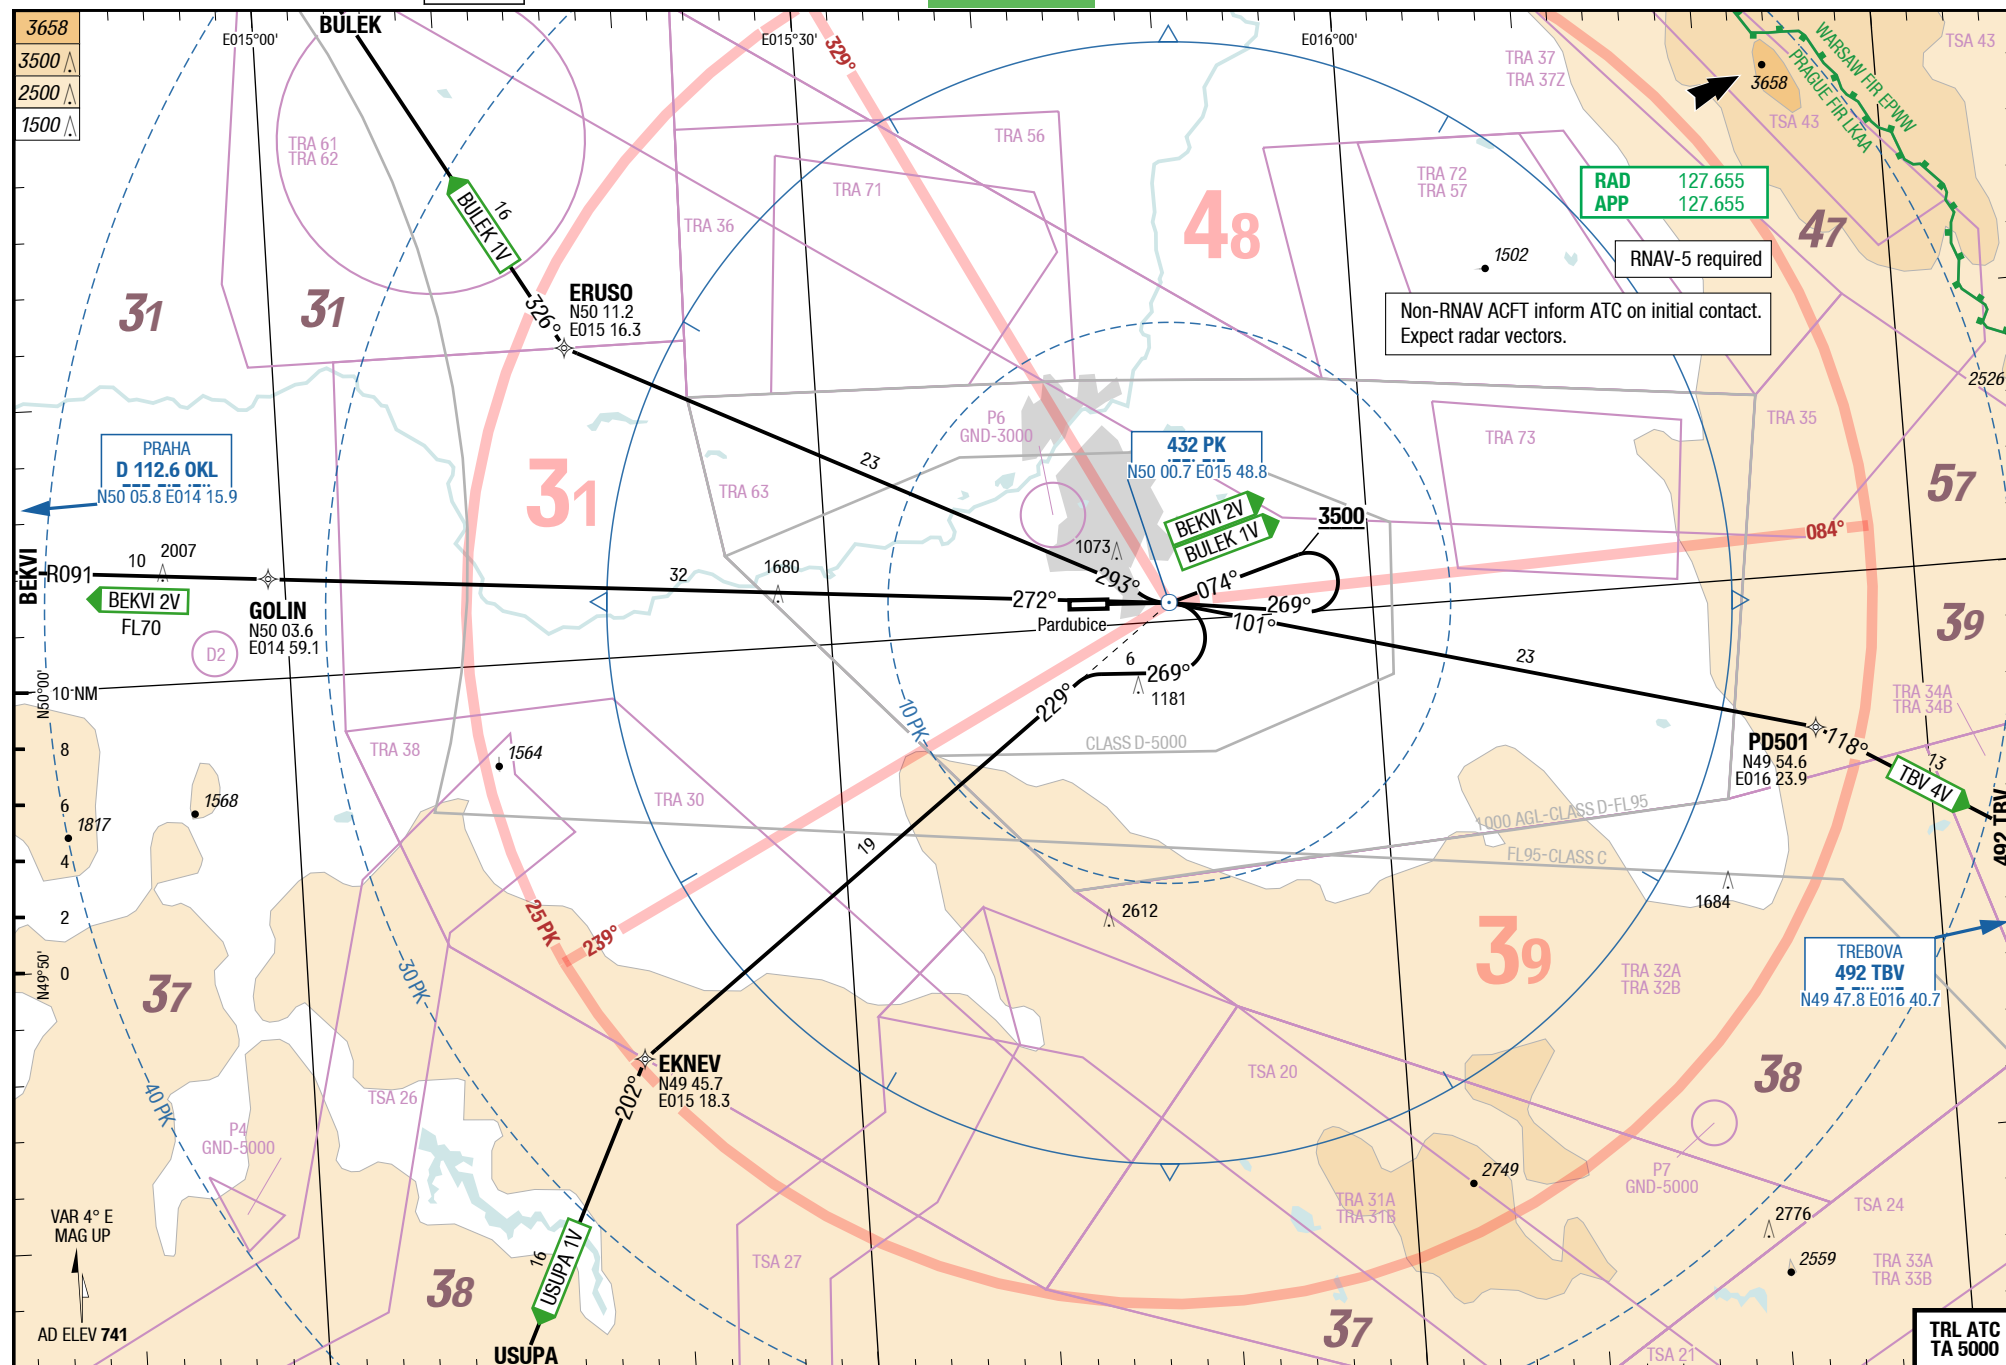 3658
3500
2500
1500
BULEK
E015°00'
E015°30'
E016°00'
329°
TRA 37
TRA 37Z
TSA 43
3658
WARSAW FIR EPWW
PRAGUE FIR LKAA
TSA 43
TRA 61
TRA 62
TRA 56
TRA 71
TRA 72
TRA 57
TRA 36
RAD 127.655
APP 127.655
16
BULEK 1V
48
47
1502
RNAV-5 required
31
31
326°
ERUSO
N50 11.2
E015 16.3
Non-RNAV ACFT inform ATC on initial contact.
Expect radar vectors.
2526
P6
GND-3000
TRA 35
TRA 73
PRAHA
D 112.6 OKL
N50 05.8 E014 15.9
432 PK
N50 00.7 E015 48.8
23
31
TRA 63
57
BEKVI 2V
BULEK 1V
3500
084°
BEKVI
R091
10
2007
1073
1680
32
293°
074°
BEKVI 2V
FL70
GOLIN
N50 03.6
E014 59.1
272°
269°
101°
Pardubice
39
D2
6
269°
1181
23
229°
N50°00'
10 NM
8
6
4
2
0
N49°50'
10 PK
CLASS D-5000
TRA 34A
TRA 34B
PD501
N49 54.6
E016 23.9
118°
13
TBV 4V
492 TBV
TRA 38
1564
TRA 30
1568
1817
1000 AGL-CLASS D-FL95
FL95-CLASS C
19
1684
2612
25 PK
239°
30 PK
40 PK
37
39
TRA 32A
TRA 32B
TREBOVA
492 TBV
N49 47.8 E016 40.7
EKNEV
N49 45.7
E015 18.3
202°
TSA 26
TSA 20
38
P4
GND-5000
P7
GND-5000
2749
TRA 31A
TRA 31B
2776
TSA 24
2559
TRA 33A
TRA 33B
VAR 4° E
MAG UP
AD ELEV 741
38
16
USUPA 1V
TSA 27
37
USUPA
TSA 21
TRL ATC
TA 5000